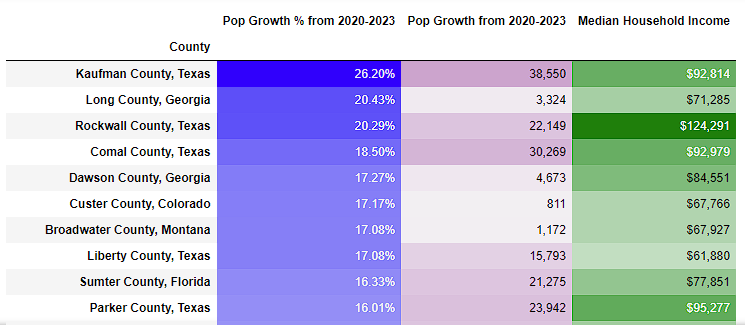 Pop Growth % from 2020-2023 Pop Growth from 2020-2023 Median Household Income
County
Kaufman County, Texas 26.20% 38,550 $92,814
Long County, Georgia 20.43% 3,324 $71,285
Rockwall County, Texas 20.29% 22,149 $124,291
Comal County, Texas 18.50% 30,269 $92,979
Dawson County, Georgia 17.27% 4,673 $84,551
Custer County, Colorado 17.17% 811 $67,766
Broadwater County, Montana 17.08% 1,172 $67,927
Liberty County, Texas 17.08% 15,793 $61,880
Sumter County, Florida 16.33% 21,275 $77,851
Parker County, Texas 16.01% 23,942 $95,277